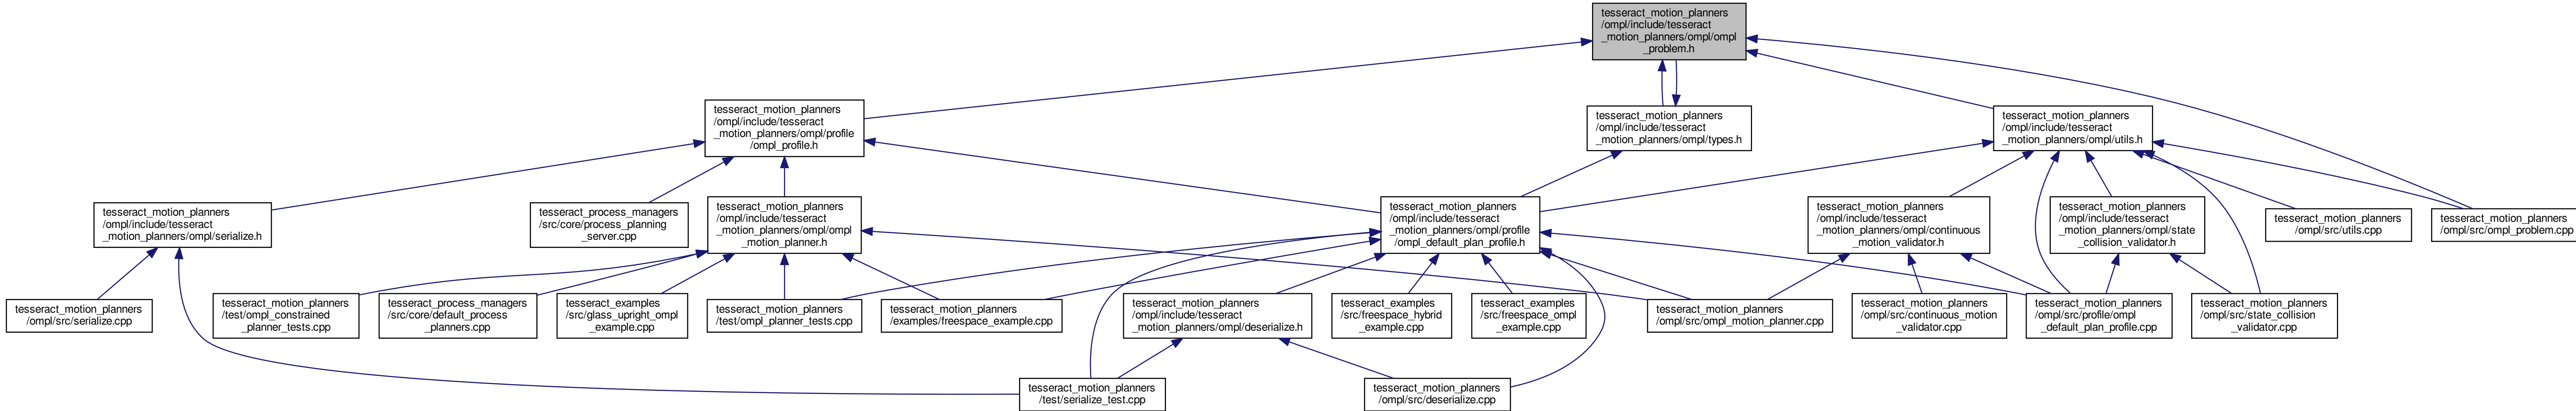 tesseract_motion_planners
/ompl/include/tesseract
_motion_planners/ompl/ompl
_problem.h
tesseract_motion_planners
/ompl/include/tesseract
_motion_planners/ompl/profile
/ompl_profile.h
tesseract_motion_planners
/ompl/include/tesseract
_motion_planners/ompl/types.h
tesseract_motion_planners
/ompl/include/tesseract
_motion_planners/ompl/utils.h
tesseract_motion_planners
/ompl/include/tesseract
_motion_planners/ompl/serialize.h
tesseract_process_managers
/src/core/process_planning
_server.cpp
tesseract_motion_planners
/ompl/include/tesseract
_motion_planners/ompl/ompl
_motion_planner.h
tesseract_motion_planners
/ompl/include/tesseract
_motion_planners/ompl/profile
/ompl_default_plan_profile.h
tesseract_motion_planners
/ompl/include/tesseract
_motion_planners/ompl/continuous
_motion_validator.h
tesseract_motion_planners
/ompl/include/tesseract
_motion_planners/ompl/state
_collision_validator.h
tesseract_motion_planners
/ompl/src/utils.cpp
tesseract_motion_planners
/ompl/src/ompl_problem.cpp
tesseract_motion_planners
/ompl/src/serialize.cpp
tesseract_motion_planners
/test/ompl_constrained
_planner_tests.cpp
tesseract_process_managers
/src/core/default_process
_planners.cpp
tesseract_examples
/src/glass_upright_ompl
_example.cpp
tesseract_motion_planners
/test/ompl_planner_tests.cpp
tesseract_motion_planners
/examples/freespace_example.cpp
tesseract_motion_planners
/ompl/include/tesseract
_motion_planners/ompl/deserialize.h
tesseract_examples
/src/freespace_hybrid
_example.cpp
tesseract_examples
/src/freespace_ompl
_example.cpp
tesseract_motion_planners
/ompl/src/ompl_motion_planner.cpp
tesseract_motion_planners
/ompl/src/continuous_motion
_validator.cpp
tesseract_motion_planners
/ompl/src/profile/ompl
_default_plan_profile.cpp
tesseract_motion_planners
/ompl/src/state_collision
_validator.cpp
tesseract_motion_planners
/test/serialize_test.cpp
tesseract_motion_planners
/ompl/src/deserialize.cpp